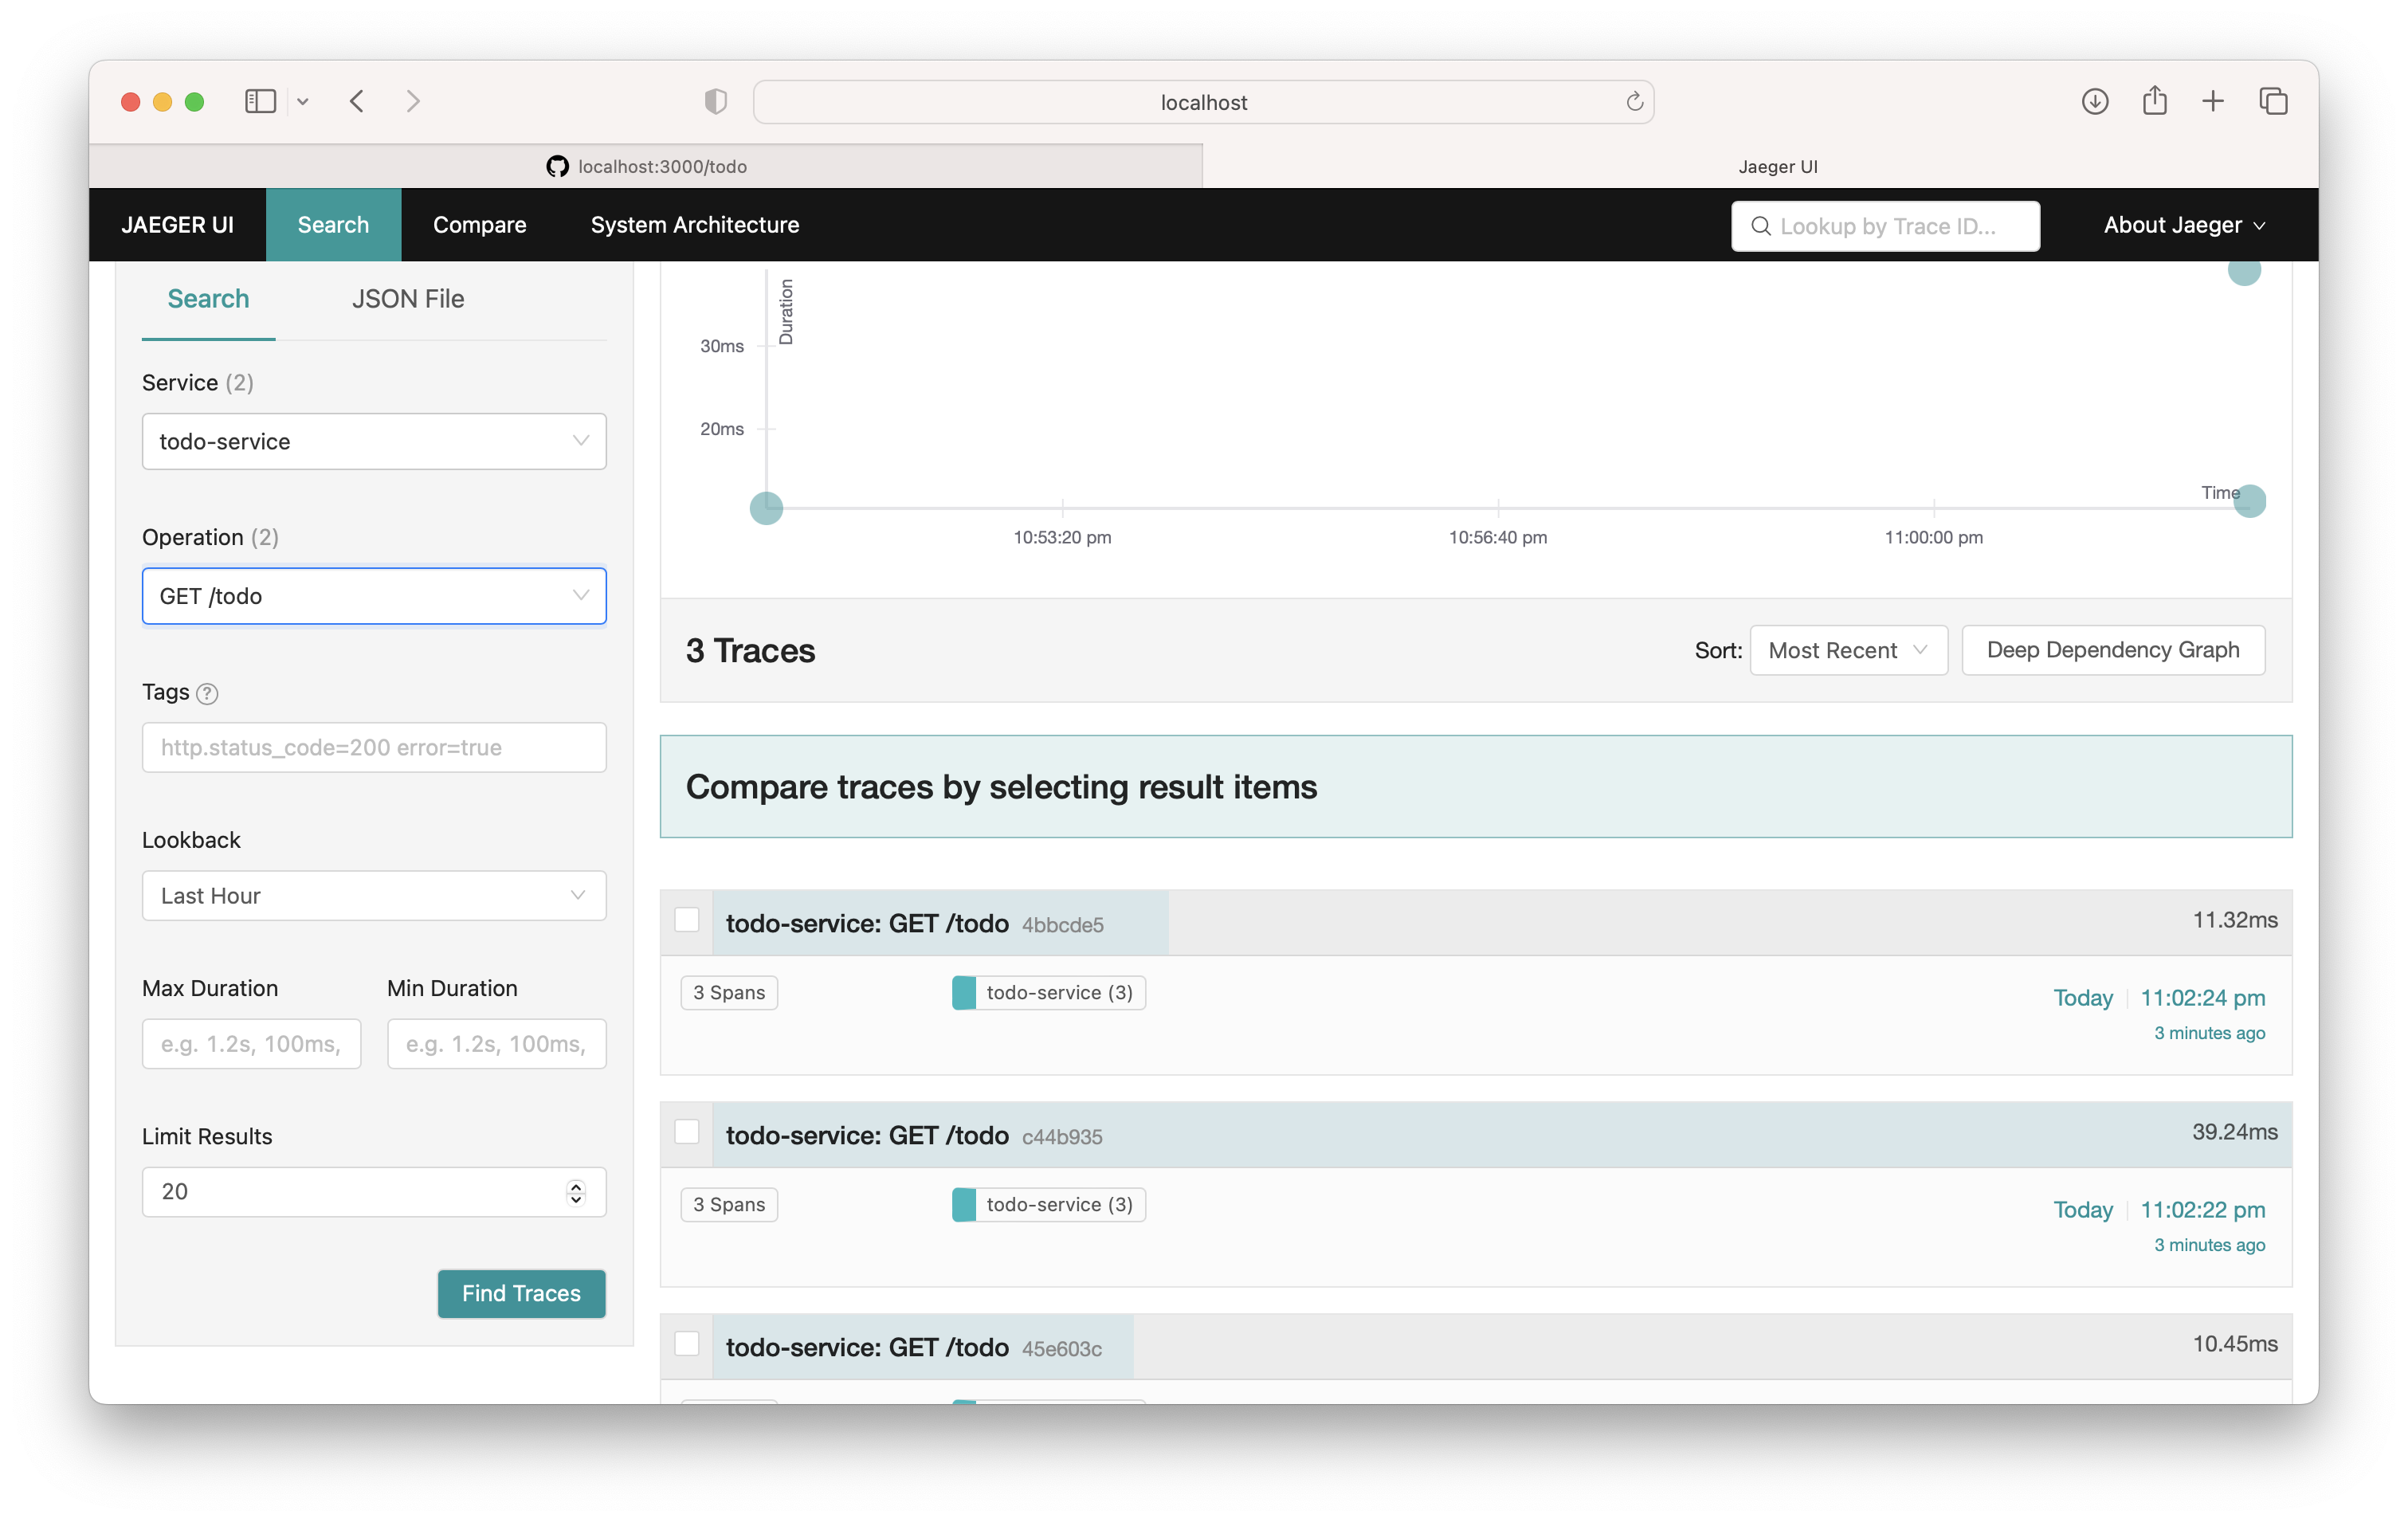 localhost
localhost:3000/todo
Jaeger UI
JAEGER UI Search Compare System Architecture Lookup by Trace ID... About Jaeger
Search JSON File
Service (2)
todo-service
Operation (2)
GET /todo
Tags ?
http.status_code=200 error=true
Lookback
Last Hour
Max Duration Min Duration
e.g. 1.2s, 100ms, e.g. 1.2s, 100ms,
Limit Results
20
Find Traces
Duration
30ms
20ms
Time
10:53:20 pm 10:56:40 pm 11:00:00 pm
3 Traces Sort: Most Recent Deep Dependency Graph
Compare traces by selecting result items
todo-service: GET /todo 4bbcde5 11.32ms
3 Spans todo-service (3) Today 11:02:24 pm
3 minutes ago
todo-service: GET /todo c44b935 39.24ms
3 Spans todo-service (3) Today 11:02:22 pm
3 minutes ago
todo-service: GET /todo 45e603c 10.45ms